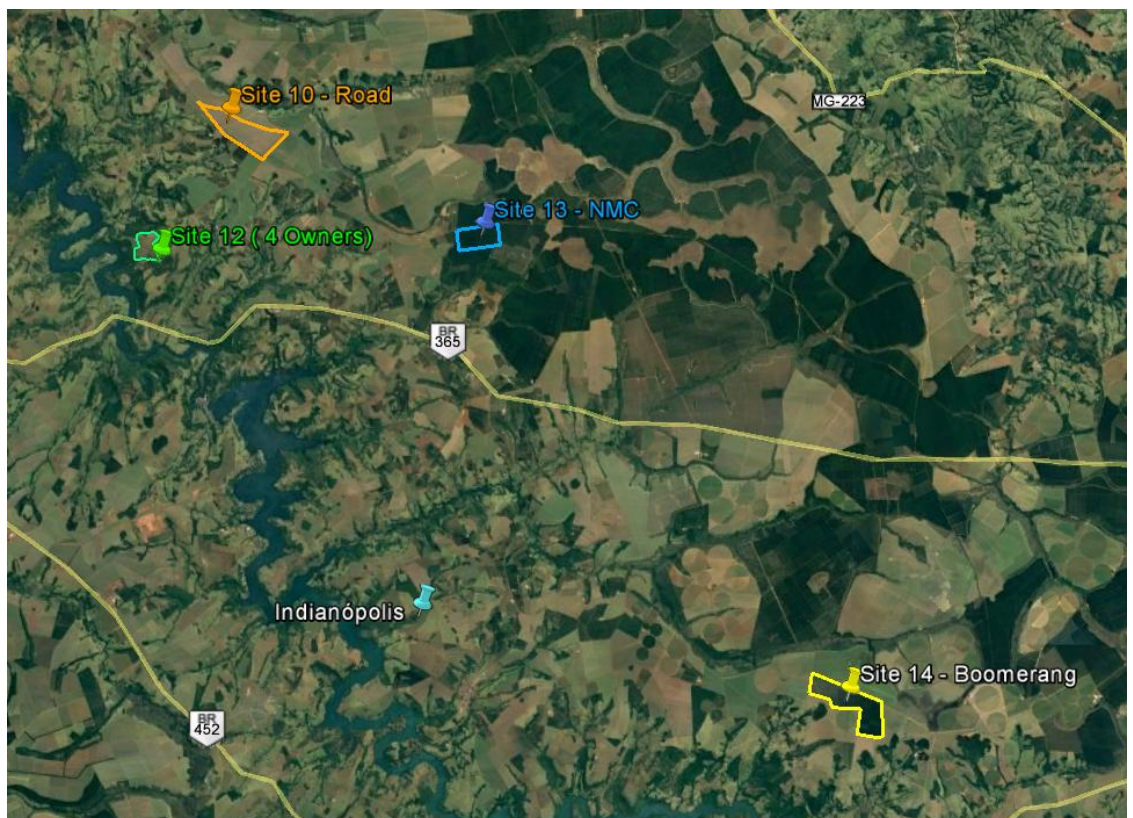 Site 10 - Road
MG-223
Site 13 - NMC
Site 12 ( 4 Owners)
BR
365
Indianópolis
Site 14 - Boomerang
BR
452